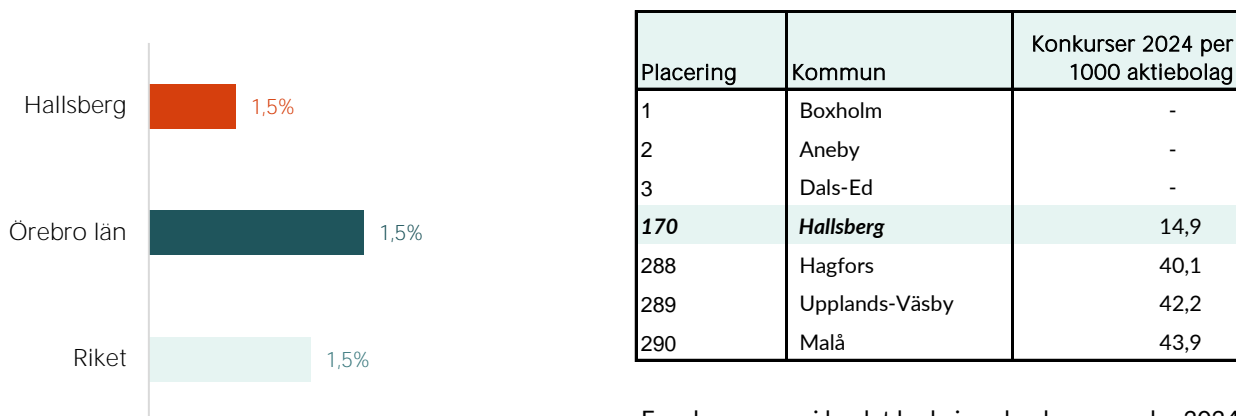 Hallsberg 1,5%
Örebro län 1,5%
Riket 1,5%
Placering Kommun Konkurser 2024 per
1000 aktiebolag
1 Boxholm -
2 Aneby -
3 Dals-Ed -
170 Hallsberg 14,9
288 Hagfors 40,1
289 Upplands-Väsby 42,2
290 Malå 43,9